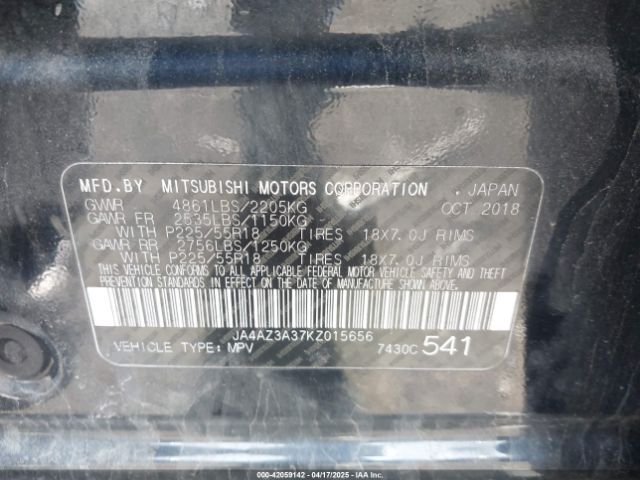 MFD.BY MITSUBISHI MOTORS CORPORATION , JAPAN
GVWR 4861LBS/2205KG OCT 2018
GAWR FR 2535LBS/1150KG
WITH P225/55R18 TIRES 18X7.0J RIMS
GAWR RR 2756LBS/1250KG
WITH P225/55R18 TIRES 18X7.0J RIMS
THIS VEHICLE CONFORMS TO ALL APPLICABLE FEDERAL MOTOR VEHICLE SAFETY AND THEFT
PREVENTION STANDARDS IN EFFECT ON THE DATE OF MANUFACTURE SHOWN ABOVE.
JA4AZ3A37KZ015656
VEHICLE TYPE: MPV 7430C 541
000-42059142 - 04/17/2025 - IAA Inc.